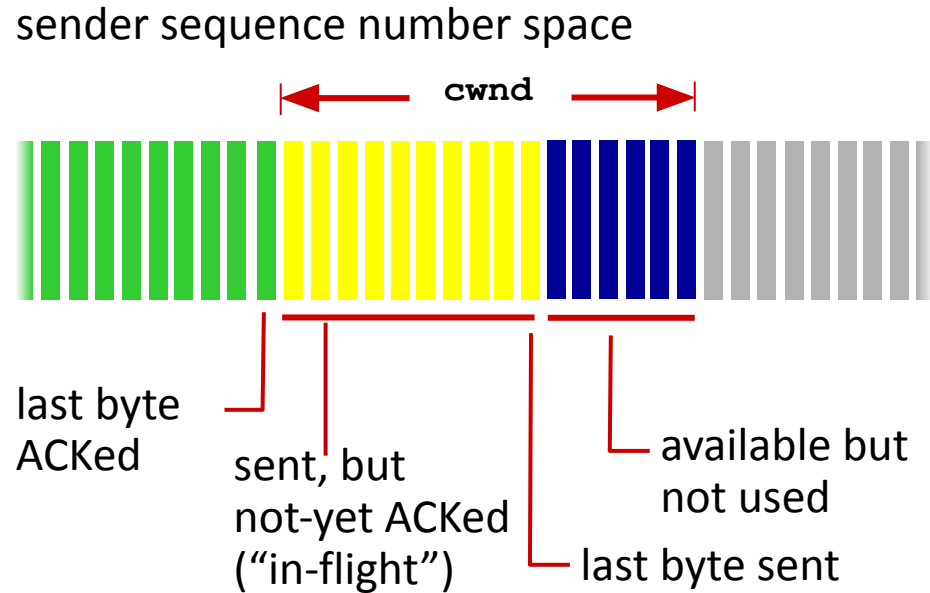 sender sequence number space
cwnd
last byte
ACKed
sent, but
not-yet ACKed
(“in-flight”)
available but
not used
last byte sent